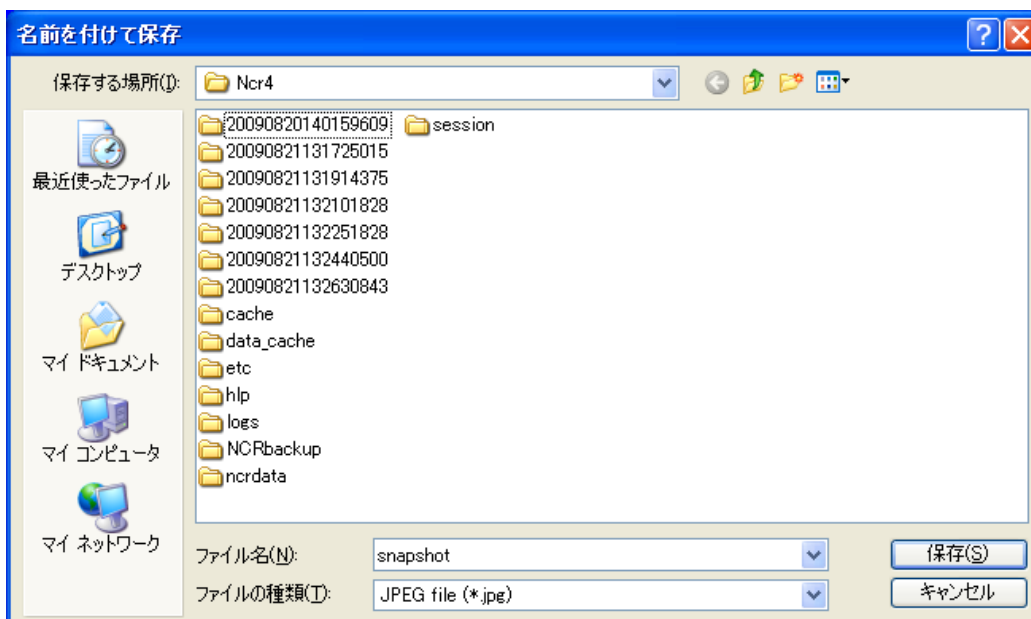 名前を付けて保存
保存する場所(I): Ncr4
最近使ったファイル
デスクトップ
マイ ドキュメント
マイ コンピュータ
マイ ネットワーク
20090820140159609 session
20090821131725015
20090821131914375
20090821132101828
20090821132251828
20090821132440500
20090821132630843
cache
data_cache
etc
hlp
logs
NCRbackup
ncrdata
ファイル名(N): snapshot 保存(S)
ファイルの種類(T): JPEG file (*.jpg) キャンセル